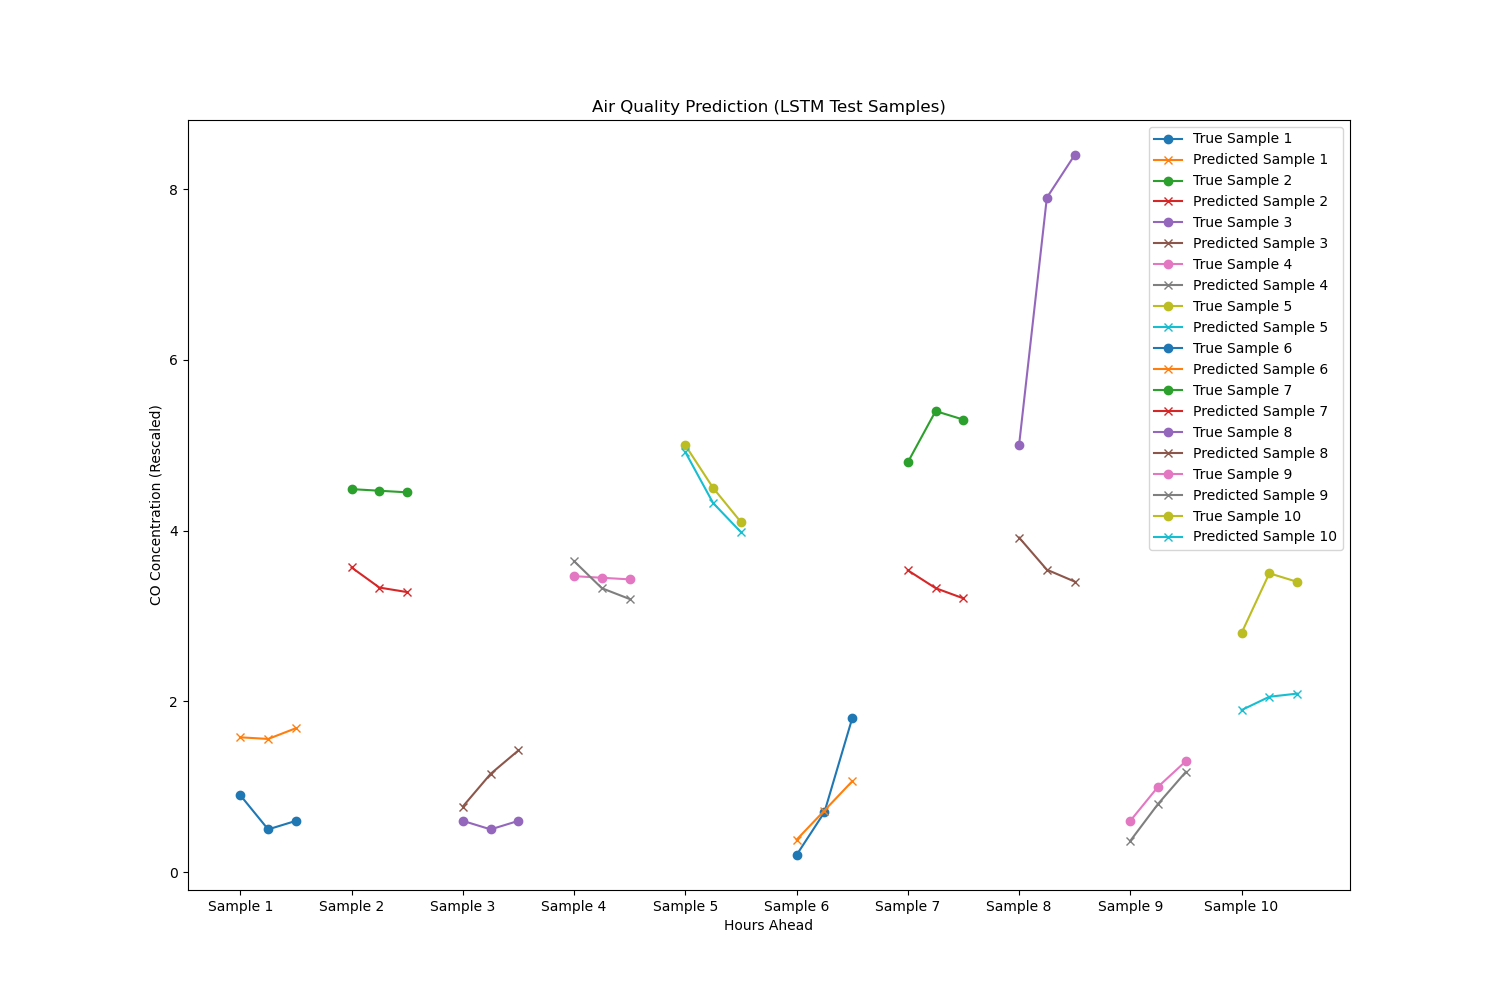 Air Quality Prediction (LSTM Test Samples)
True Sample 1
Predicted Sample 1
True Sample 2
Predicted Sample 2
True Sample 3
Predicted Sample 3
True Sample 4
Predicted Sample 4
True Sample 5
Predicted Sample 5
True Sample 6
Predicted Sample 6
True Sample 7
Predicted Sample 7
True Sample 8
Predicted Sample 8
True Sample 9
Predicted Sample 9
True Sample 10
Predicted Sample 10
CO Concentration (Rescaled)
8
6
4
2
0
Sample 1 Sample 2 Sample 3 Sample 4 Sample 5 Sample 6 Sample 7 Sample 8 Sample 9 Sample 10
Hours Ahead